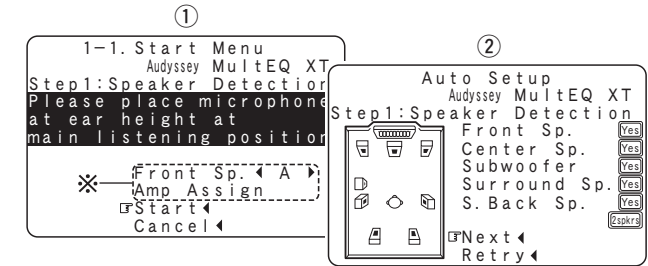 ①
1-1. Start Menu
Audyssey MultEQ XT
Step1:Speaker Detection
Please place microphone
at ear height at
main listening position
※
Front Sp. ◀ A ▶
Amp Assign
☞Start◀
Cancel◀
②
Auto Setup
Audyssey MultEQ XT
Step1:Speaker Detection
Front Sp. Yes
Center Sp. Yes
Subwoofer Yes
Surround Sp. Yes
S.Back Sp. Yes
2spkrs
☞Next◀
Retry◀